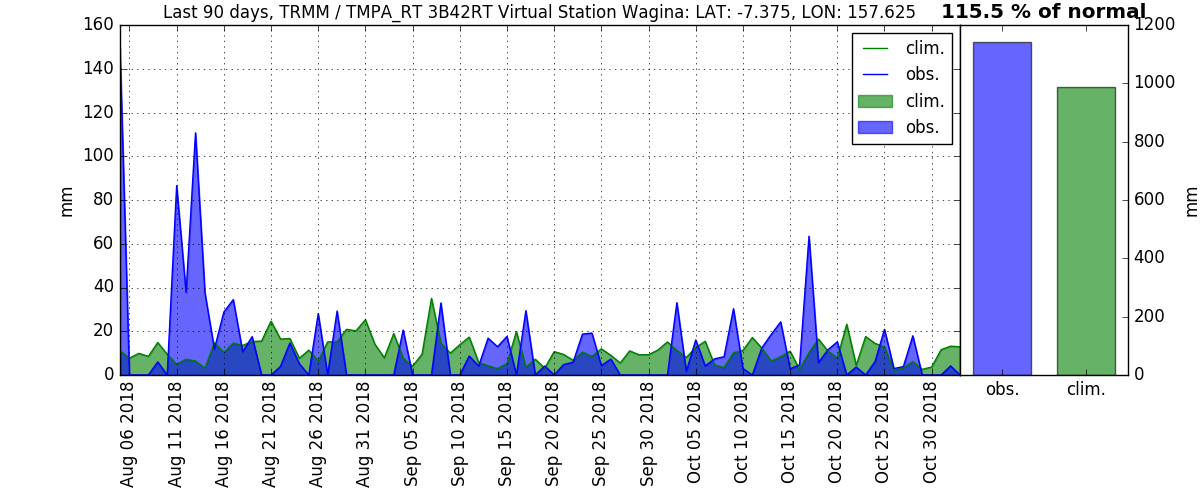 Last 90 days, TRMM / TMPA_RT 3B42RT Virtual Station Wagina: LAT: -7.375, LON: 157.625
115.5 % of normal
160
140
120
100
80
60
40
20
0
mm
clim.
obs.
clim.
obs.
Aug 06 2018
Aug 11 2018
Aug 16 2018
Aug 21 2018
Aug 26 2018
Aug 31 2018
Sep 05 2018
Sep 10 2018
Sep 15 2018
Sep 20 2018
Sep 25 2018
Sep 30 2018
Oct 05 2018
Oct 10 2018
Oct 15 2018
Oct 20 2018
Oct 25 2018
Oct 30 2018
1200
1000
800
600
400
200
0
mm
obs.
clim.